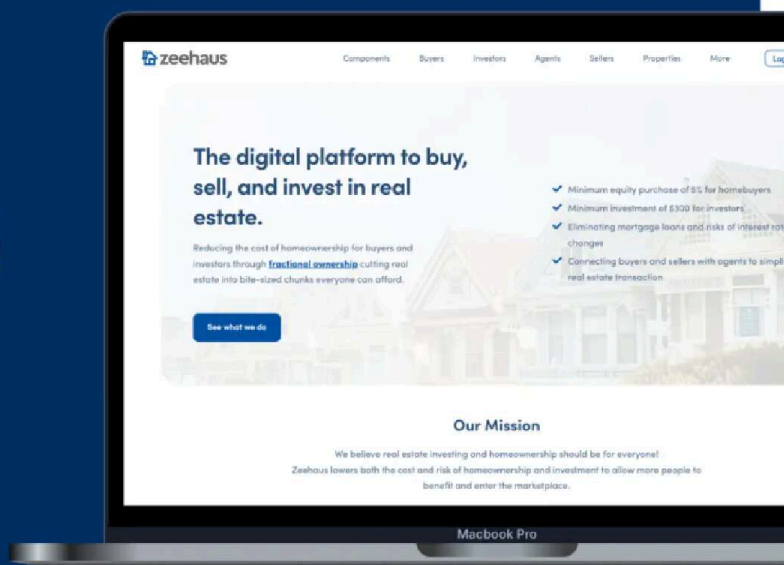 zeehaus
Components Buyers Investors Agents Sellers Properties More Log
The digital platform to buy,
sell, and invest in real
estate.
Reducing the cost of homeownership for buyers and
investors through fractional ownership cutting real
estate into bite-sized chunks everyone can afford.
See what we do
Minimum equity purchase of 5% for homebuyers
Minimum investment of $300 for investors
Eliminating mortgage loans and risks of interest rate
changes
Connecting buyers and sellers with agents to
real estate transaction
Our Mission
We believe real estate investing and homeownership should be for everyone!
Zeehaus lowers both the cost and risk of homeownership and investment to allow more people to
benefit and enter the marketplace.
Macbook Pro